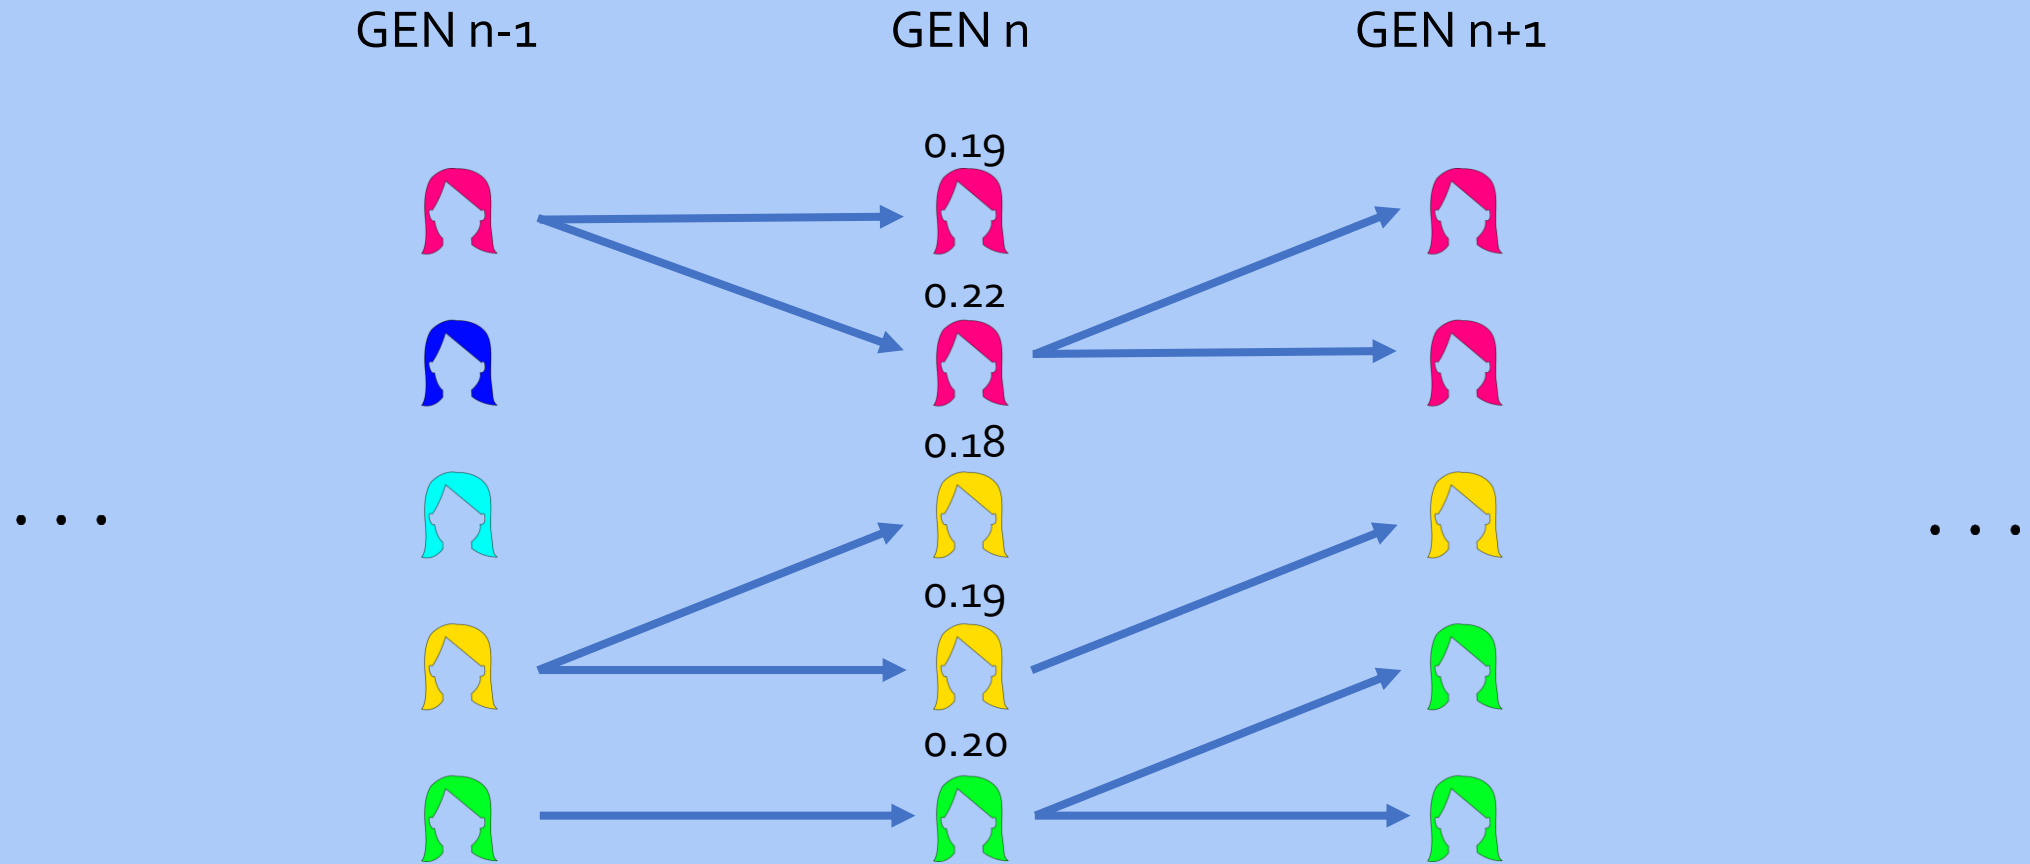 GEN n-1 GEN n GEN n+1
0.19
0.22
0.18
. . .
. . .
0.19
0.20